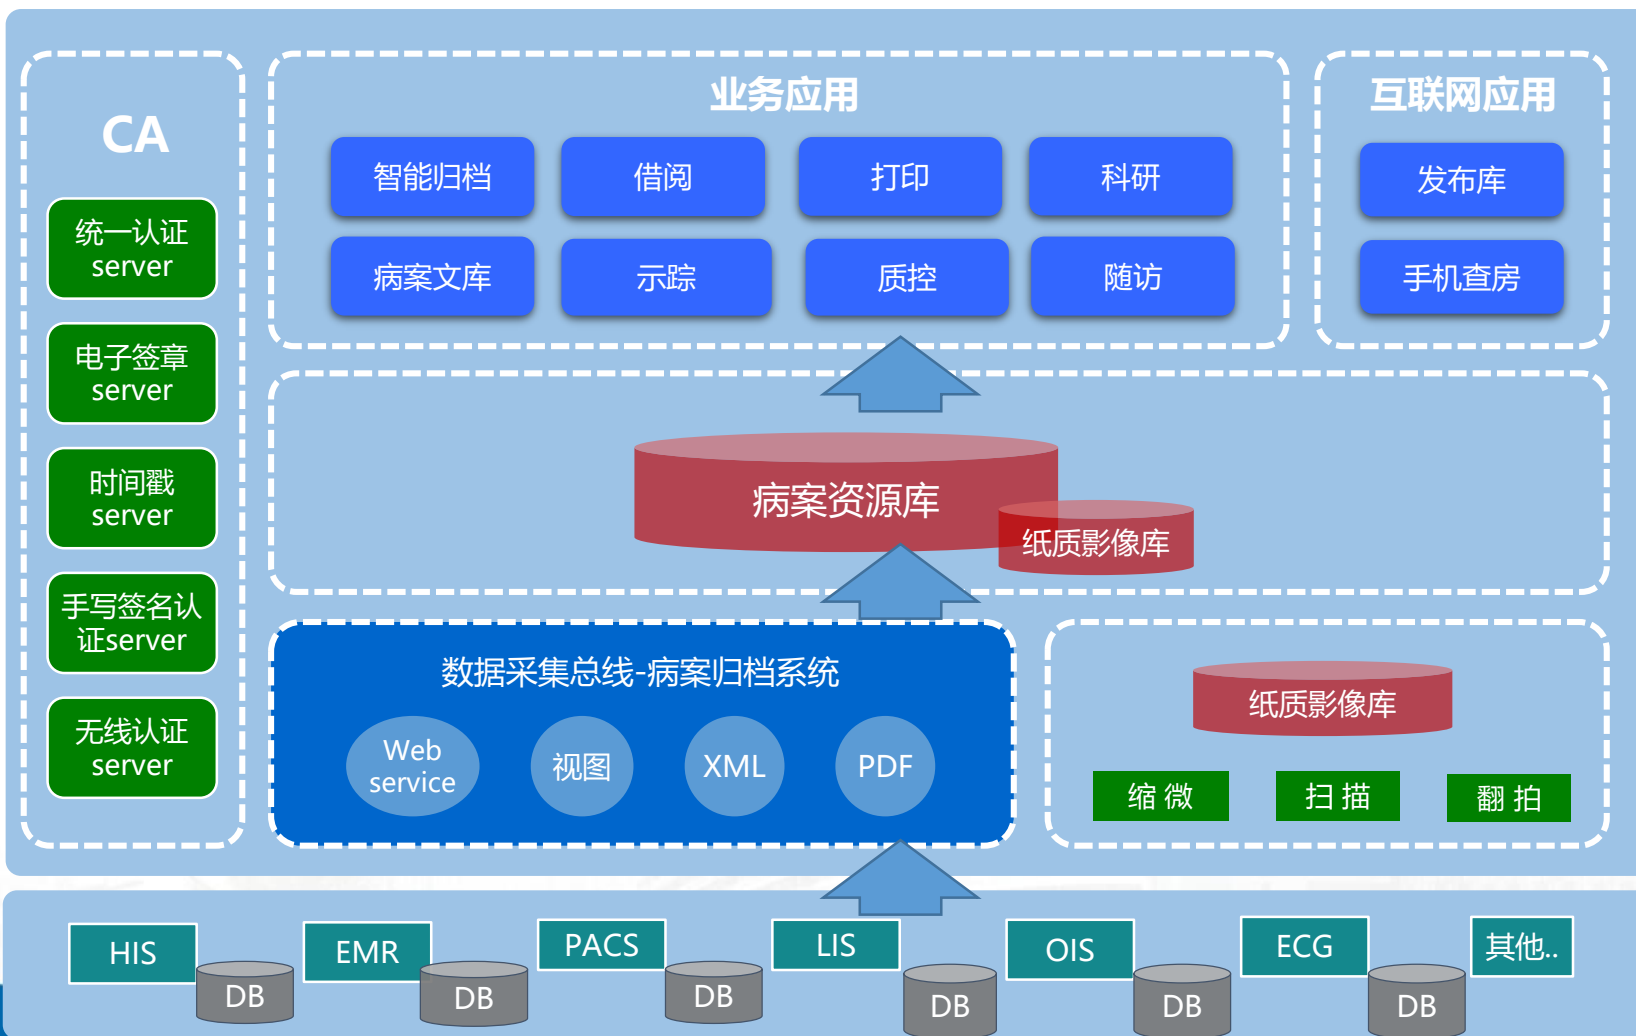 CA
统一认证
server
电子签章
server
时间戳
server
手写签名认
证server
无线认证
server
业务应用
智能归档
借阅
打印
科研
病案文库
示踪
质控
随访
互联网应用
发布库
手机查房
病案资源库
纸质影像库
数据采集总线-病案归档系统
Web
service
视图
XML
PDF
纸质影像库
缩 微
扫 描
翻 拍
HIS
DB
EMR
DB
PACS
DB
LIS
DB
OIS
DB
ECG
DB
其他..